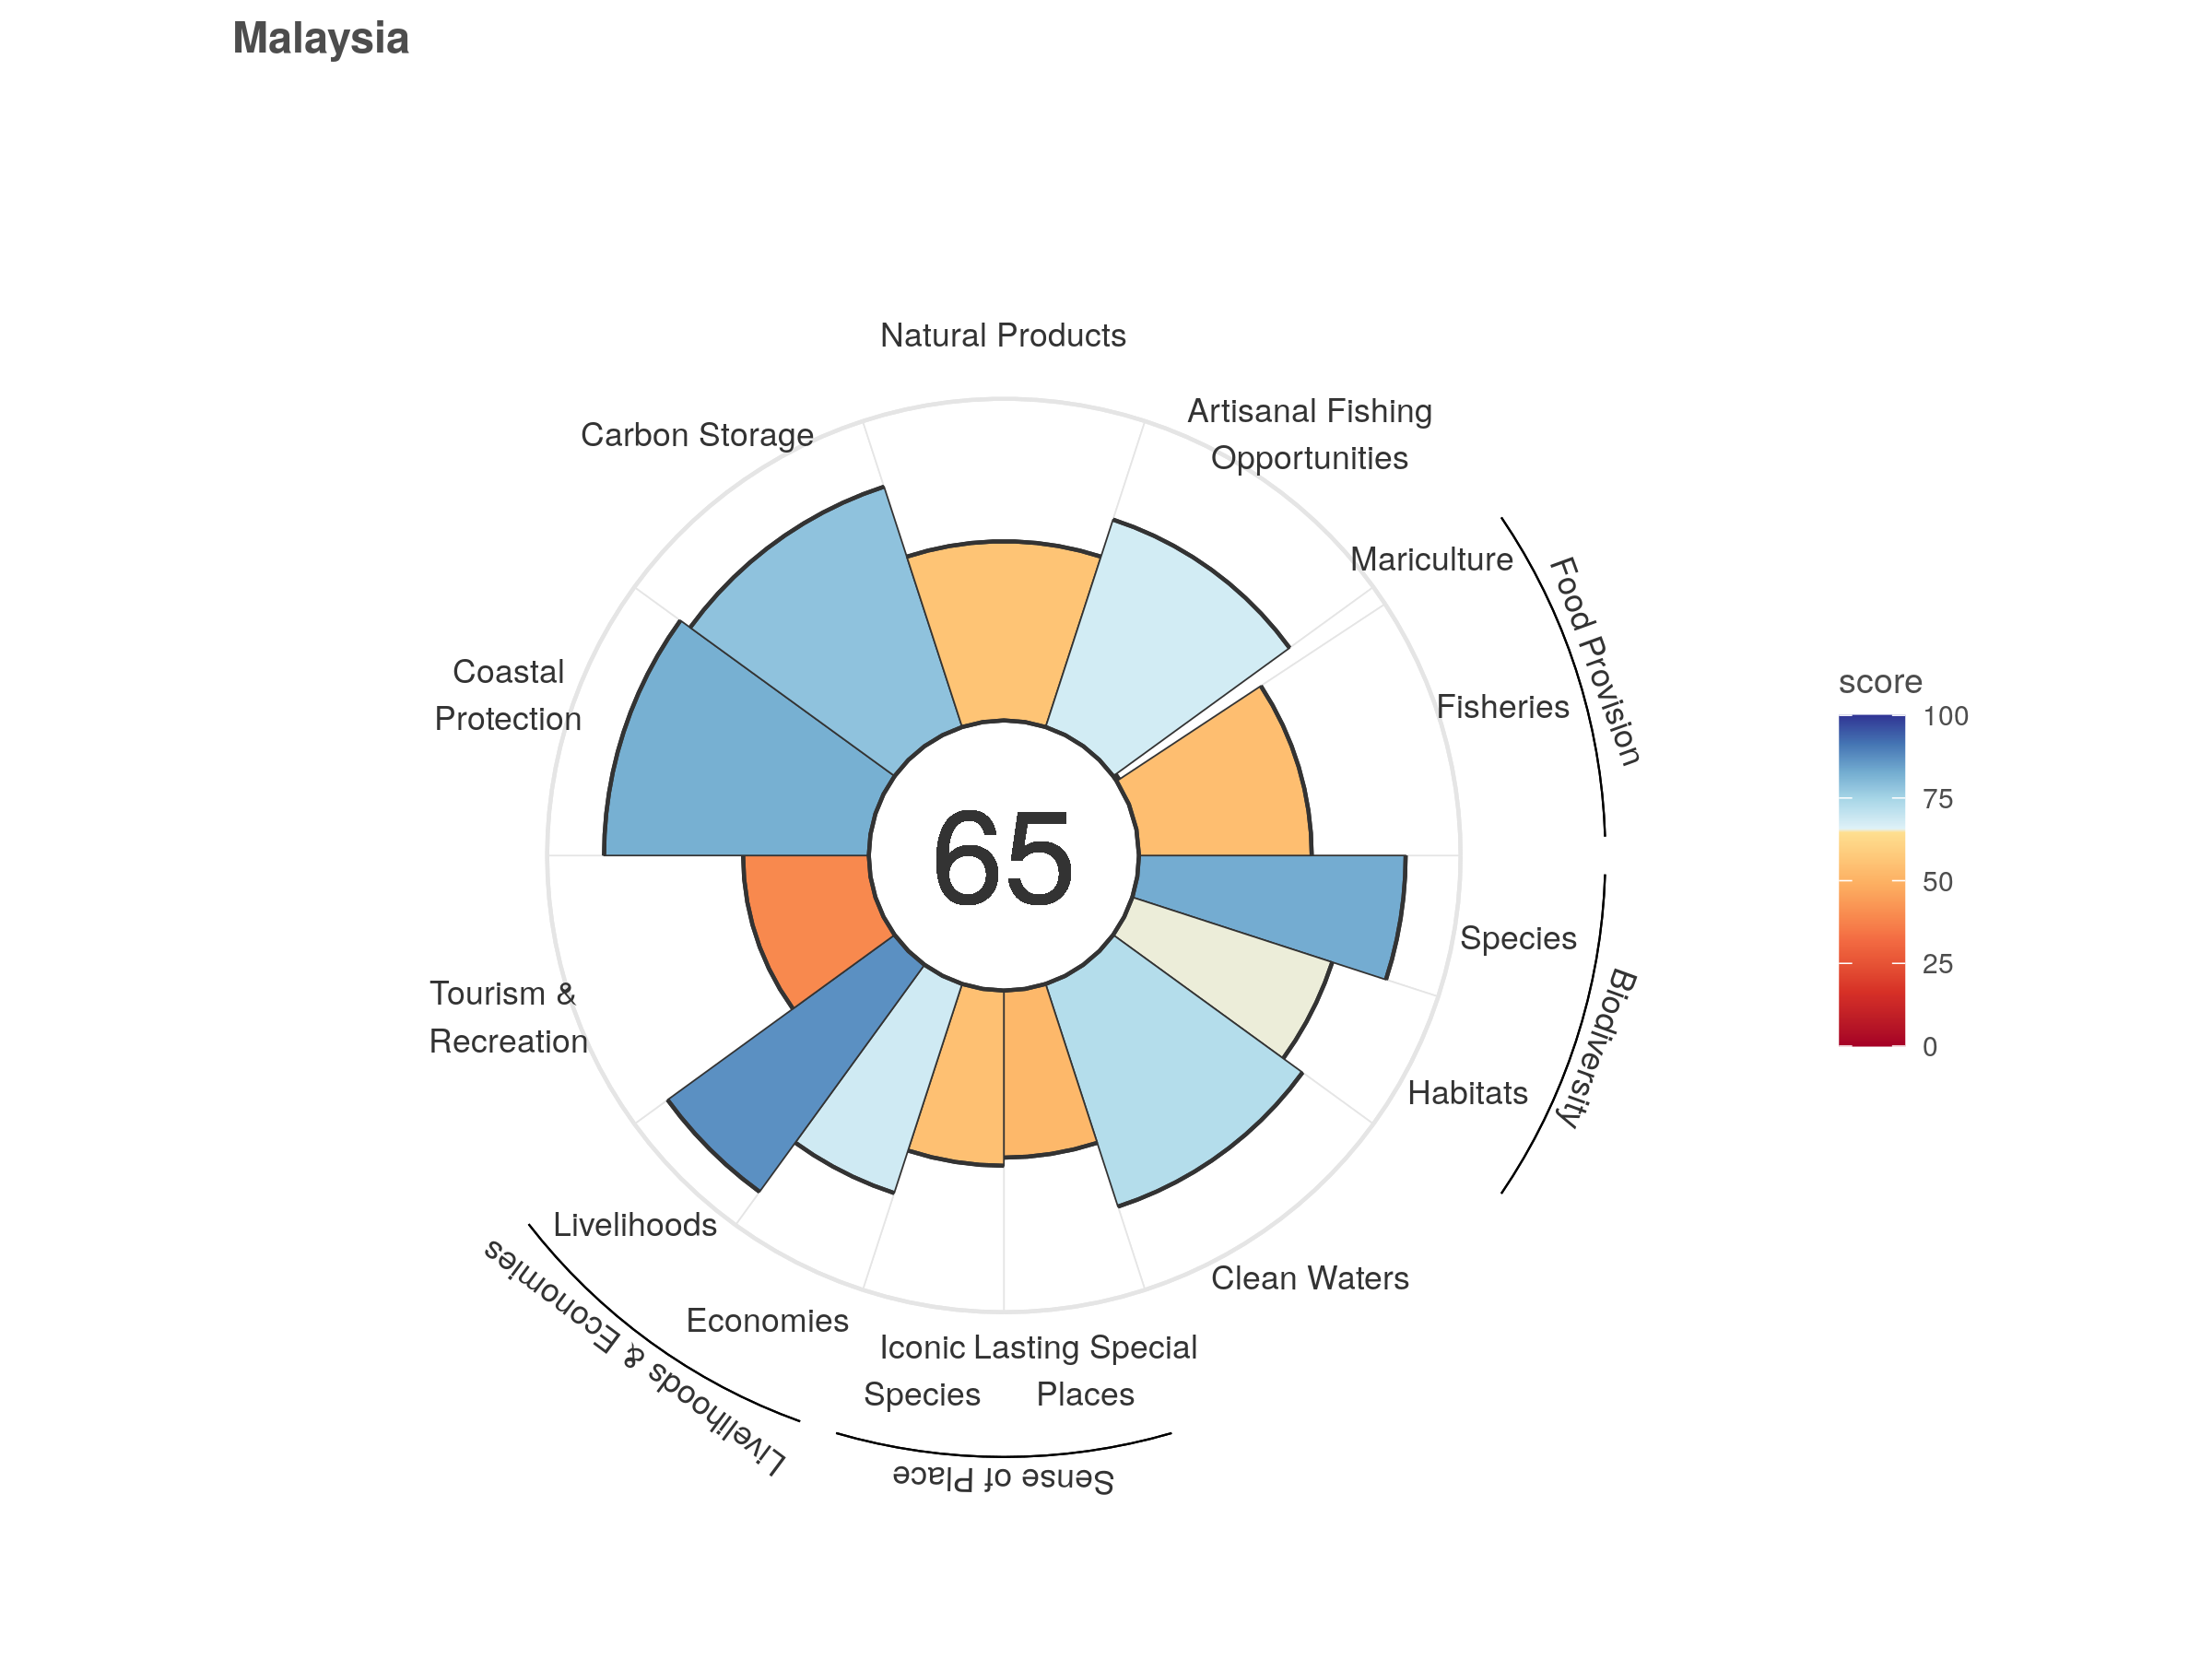 Malaysia
Natural Products
Artisanal Fishing
Opportunities
Carbon Storage
Mariculture
Food Provision
Fisheries
Coastal
Protection
65
score
100
75
50
25
0
Species
Biodiversity
Habitats
Tourism &
Recreation
Livelihoods
Livelihoods & Economies
Economies
Clean Waters
Iconic
Species
Lasting Special
Places
Sense of Place